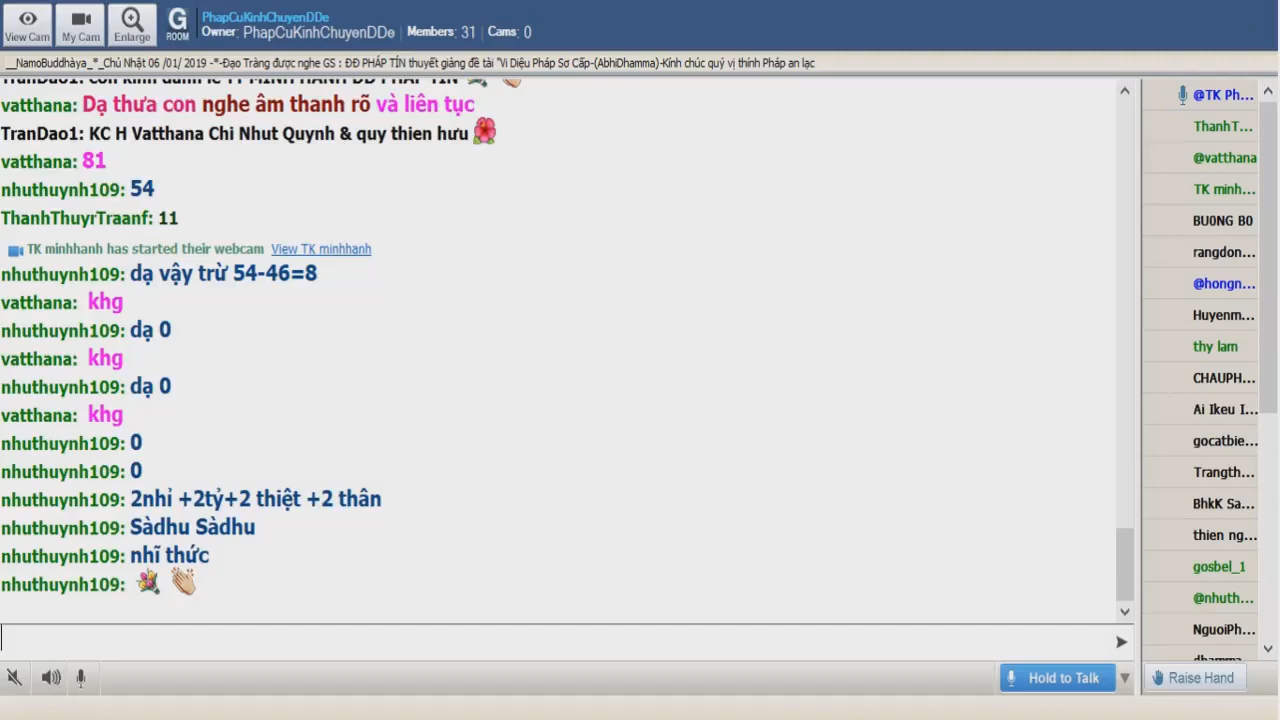 View Cam
My Cam
Enlarge
G
ROOM
PhapCuKinhChuyenDDe
Owner: PhapCuKinhChuyenDDe Members: 31 Cams: 0
__NamoBuddhàya_*_Chủ Nhật 06 /01/ 2019 -*-Đạo Tràng được nghe GS : ĐĐ PHÁP TÍN thuyết giảng đề tài "Vi Diệu Pháp Sơ Cấp-(AbhiDhamma)-Kính chúc quý vị thính Pháp an lạc
vatthana: Dạ thưa con nghe âm thanh rõ và liên tục
TranDao1: KC H Vatthana Chi Nhut Quynh & quy thien hưu
vatthana: 81
nhuthuynh109: 54
ThanhThuyrTraanf: 11
TK minhhanh has started their webcam View TK minhhanh
nhuthuynh109: dạ vậy trừ 54-46=8
vatthana: khg
nhuthuynh109: dạ 0
vatthana: khg
nhuthuynh109: dạ 0
vatthana: khg
nhuthuynh109: 0
nhuthuynh109: 0
nhuthuynh109: 2nhỉ +2tỷ+2 thiệt +2 thân
nhuthuynh109: Sàdhu Sàdhu
nhuthuynh109: nhĩ thức
nhuthuynh109:
@TK Ph...
ThanhT...
@vatthana
TK minh...
BU0NG B0
rangdon...
@hongn...
Huyenm...
thy lam
CHAUPH...
Ai Ikeu I...
gocatbie...
Trangth...
BhkK Sa...
thien ng...
gosbel_1
@nhuth...
NguoiPh...
Hold to Talk
Raise Hand